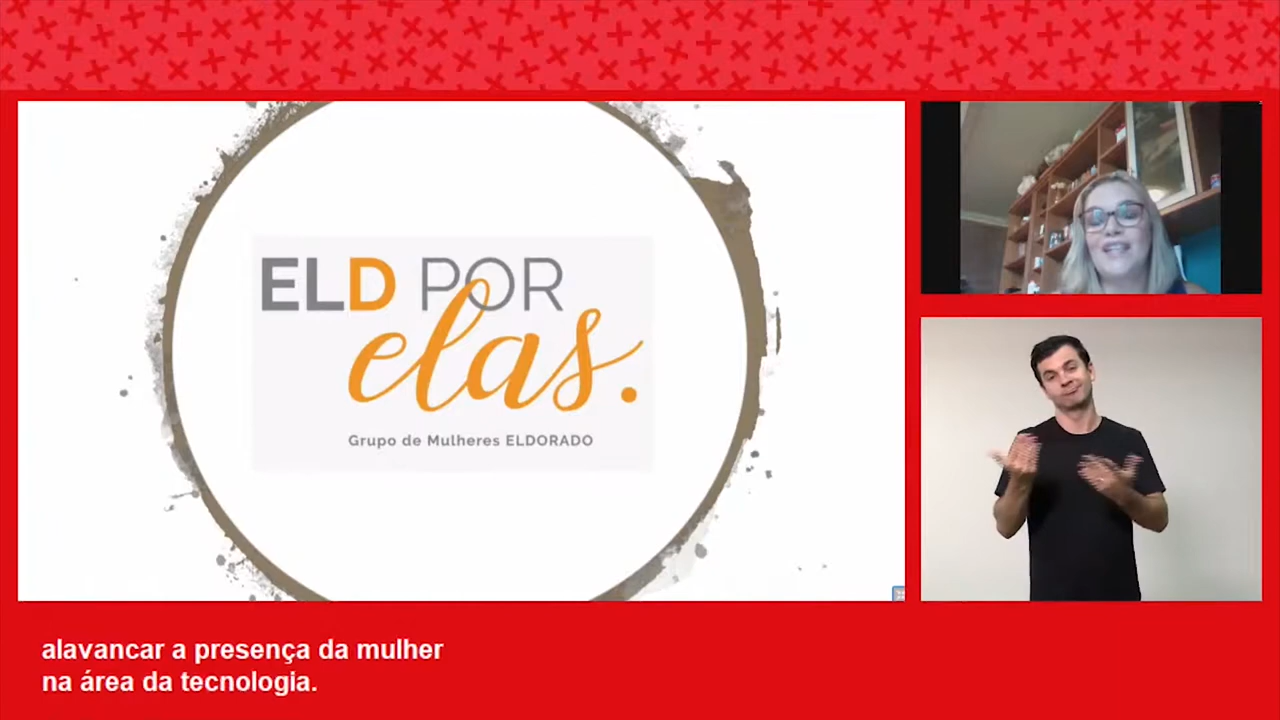 ELD POR
elas.
Grupo de Mulheres ELDORADO
alavancar a presença da mulher
na área da tecnologia.